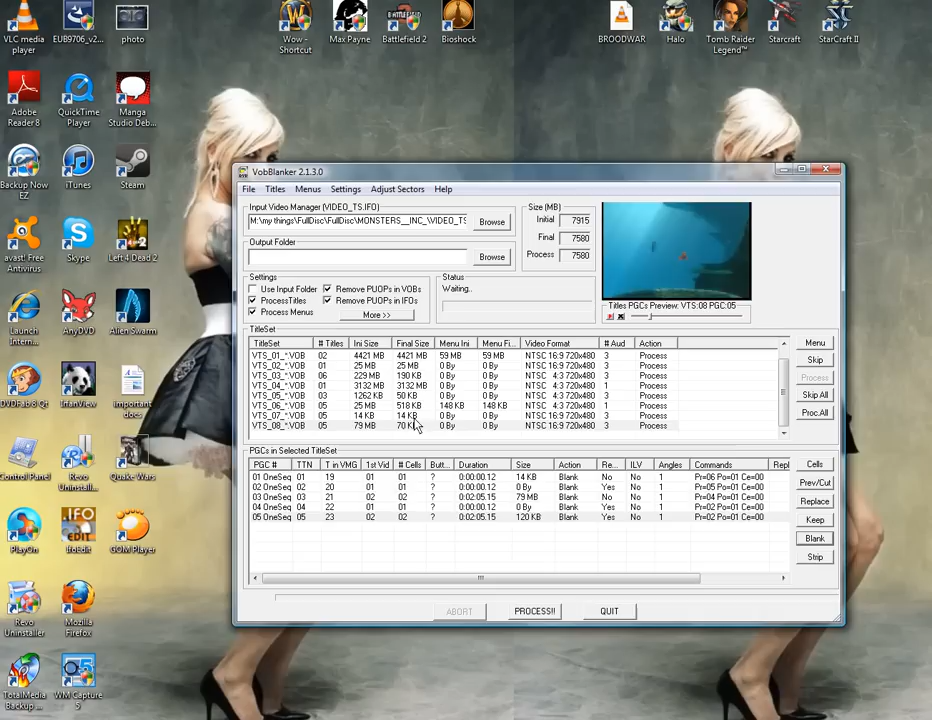 VLC media player
EUB9706_v2...
photo
Wow - Shortcut
Max Payne
Battlefield 2
Bioshock
BROODWAR
Halo
Tomb Raider Legend™
Starcraft
StarCraft II
Adobe Reader 8
QuickTime Player
Manga Studio Deb...
Backup Now EZ
iTunes
Steam
avast! Free Antivirus
Skype
Left 4 Dead 2
Launch Intern...
AnyDVD
Alien Swarm
DVDFab 8 Qt
IrfanView
important docs
Control Panel
Revo Uninstall...
Quake Wars
PlayOn
IFO EDIT
IfoEdit
GOM Player
Revo Uninstaller
Mozilla Firefox
TotalMedia Backup ...
WM Capture 5
VobBlanker 2.1.3.0
File Titles Menus Settings Adjust Sectors Help
Input Video Manager (VIDEO_TS.IFO)
M:\my things\FullDisc\FullDisc\MONSTERS__INC_\VIDEO_TS Browse
Output Folder
Browse
Size (MB)
Initial 7915
Final 7580
Process 7580
Settings
Use Input Folder Remove PUOPs in VOBs
ProcessTitles Remove PUOPs in IFOs
Process Menus More >>
Status
Waiting..
Titles PGCs Preview: VTS:08 PGC:05
TitleSet
TitleSet # Titles Ini Size Final Size Menu Ini Menu Fi... Video Format # Aud Action
VTS_01_*.VOB 02 4421 MB 4421 MB 59 MB 59 MB NTSC 16:9 720x480 3 Process
VTS_02_*.VOB 01 25 MB 25 MB 0 By 0 By NTSC 16:9 720x480 3 Process
VTS_03_*.VOB 06 229 MB 190 KB 0 By 0 By NTSC 4:3 720x480 3 Process
VTS_04_*.VOB 01 3132 MB 3132 MB 0 By 0 By NTSC 4:3 720x480 1 Process
VTS_05_*.VOB 03 1262 KB 50 KB 0 By 0 By NTSC 4:3 720x480 3 Process
VTS_06_*.VOB 05 25 MB 518 KB 148 KB 148 KB NTSC 4:3 720x480 1 Process
VTS_07_*.VOB 05 14 KB 14 KB 0 By 0 By NTSC 16:9 720x480 3 Process
VTS_08_*.VOB 05 79 MB 70 0 By 0 By NTSC 16:9 720x480 3 Process
Menu
Skip
Process
Skip All
Proc.All
PGCs in Selected TitleSet
PGC # TTN T in VMG 1st Vid # Cells Butt... Duration Size Action Re... ILV Angles Commands Repl
01 OneSeq 01 19 01 01 ? 0:00:00.12 14 KB Blank No No 1 Pr=06 Po=01 Ce=00
02 OneSeq 02 20 01 01 ? 0:00:00.12 0 By Blank Yes No 1 Pr=02 Po=01 Ce=00
03 OneSeq 03 21 02 02 ? 0:02:05.15 79 MB Blank No No 1 Pr=04 Po=01 Ce=00
04 OneSeq 04 22 01 01 ? 0:00:00.12 0 By Blank Yes No 1 Pr=02 Po=01 Ce=00
05 OneSeq 05 23 02 02 ? 0:02:05.15 120 KB Blank Yes No 1 Pr=02 Po=01 Ce=00
Cells
Prev/Cut
Replace
Keep
Blank
Strip
ABORT PROCESS!! QUIT